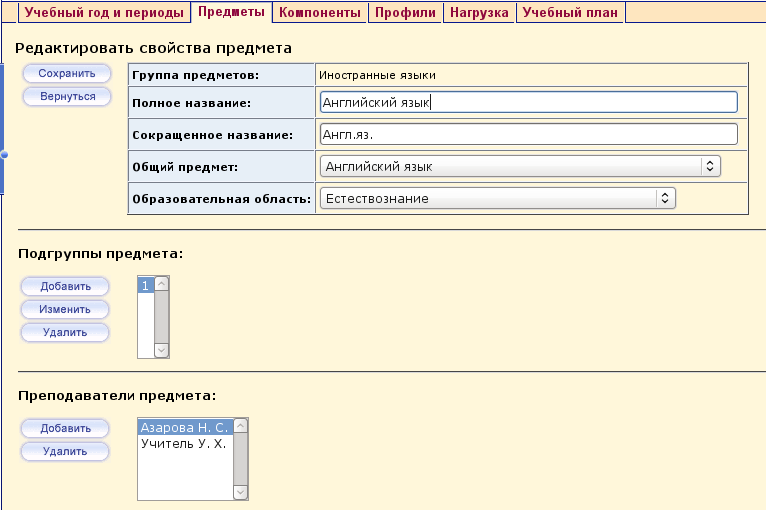 Учебный год и периоды Предметы Компоненты Профили Нагрузка Учебный план
Редактировать свойства предмета
Сохранить
Вернуться
Группа предметов: Иностранные языки
Полное название: Английский язык
Сокращенное название: Англ.яз.
Общий предмет: Английский язык
Образовательная область: Естествознание
Подгруппы предмета:
Добавить
Изменить
Удалить
1
Преподаватели предмета:
Добавить
Удалить
Азарова Н. С.
Учитель У. Х.